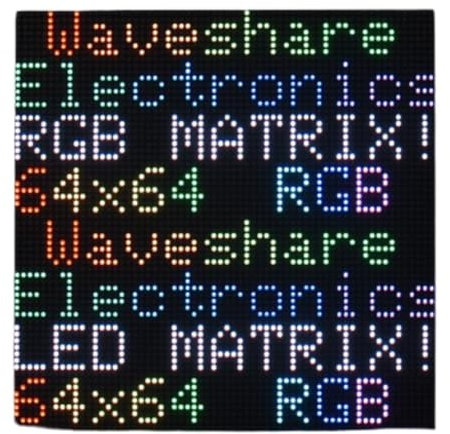 Waveshare
Electronics
RGB MATRIX!
64x64 RGB
Waveshare
Electronics
LED MATRIX!
64x64 RGB